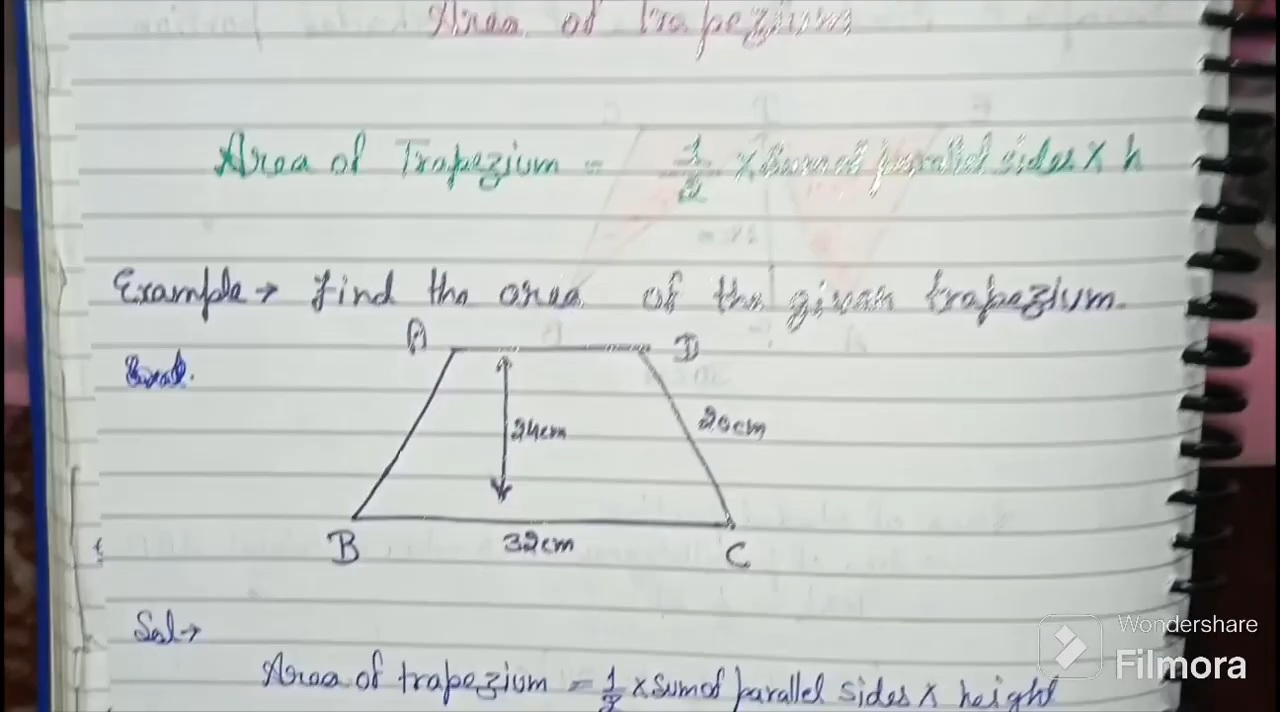 Area of Trapezium
Area of Trapezium = 1/2 × Sum of parallel sides × h
Example → find the area of the given trapezium.
A D
24cm
20cm
B 32cm C
Sol →
Area of trapezium = 1/2 × sum of parallel sides × height
Wondershare
Filmora